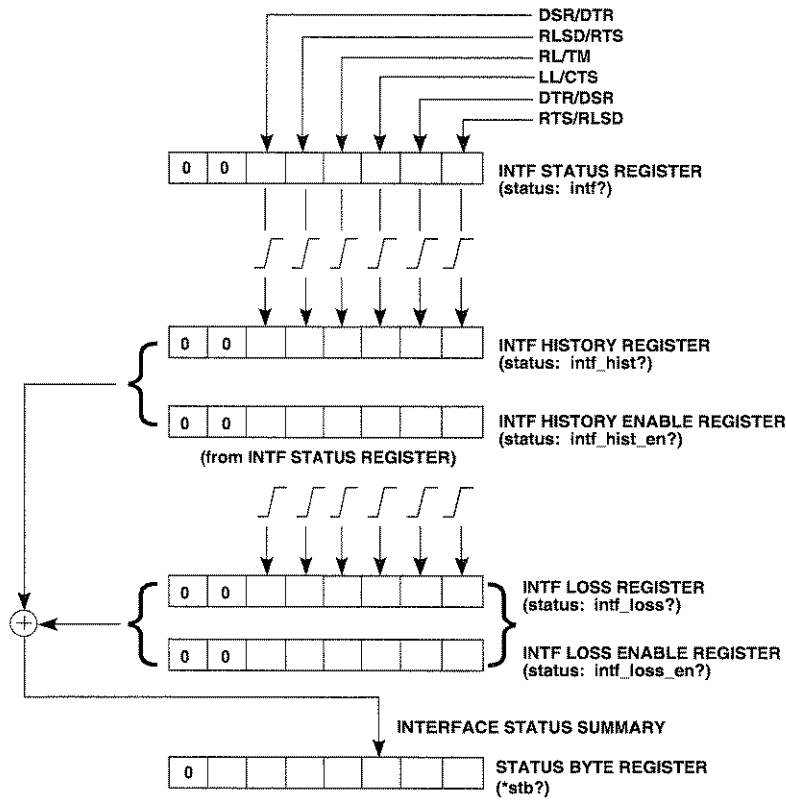 DSR/DTR
RLSD/RTS
RL/TM
LL/CTS
DTR/DSR
RTS/RLSD
0 0
INTF STATUS REGISTER
(status: intf?)
0 0
INTF HISTORY REGISTER
(status: intf_hist?)
0 0
INTF HISTORY ENABLE REGISTER
(status: intf_hist_en?)
(from INTF STATUS REGISTER)
0 0
INTF LOSS REGISTER
(status: intf_loss?)
0 0
INTF LOSS ENABLE REGISTER
(status: intf_loss_en?)
INTERFACE STATUS SUMMARY
0
STATUS BYTE REGISTER
(*stb?)